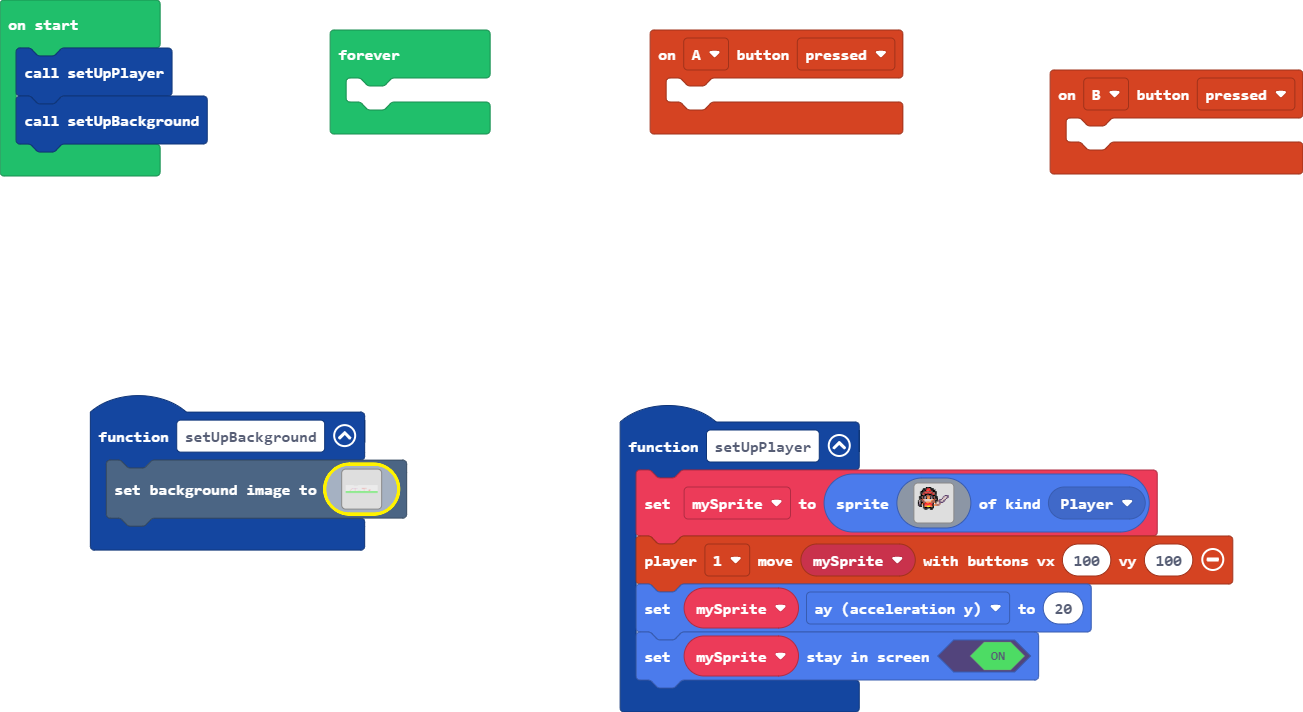 on start
call setUpPlayer
call setUpBackground
forever
on A button pressed
on B button pressed
function setUpBackground
set background image to
function setUpPlayer
set mySprite to sprite of kind Player
player 1 move mySprite with buttons vx 100 vy 100
set mySprite ay (acceleration y) to 20
set mySprite stay in screen ON